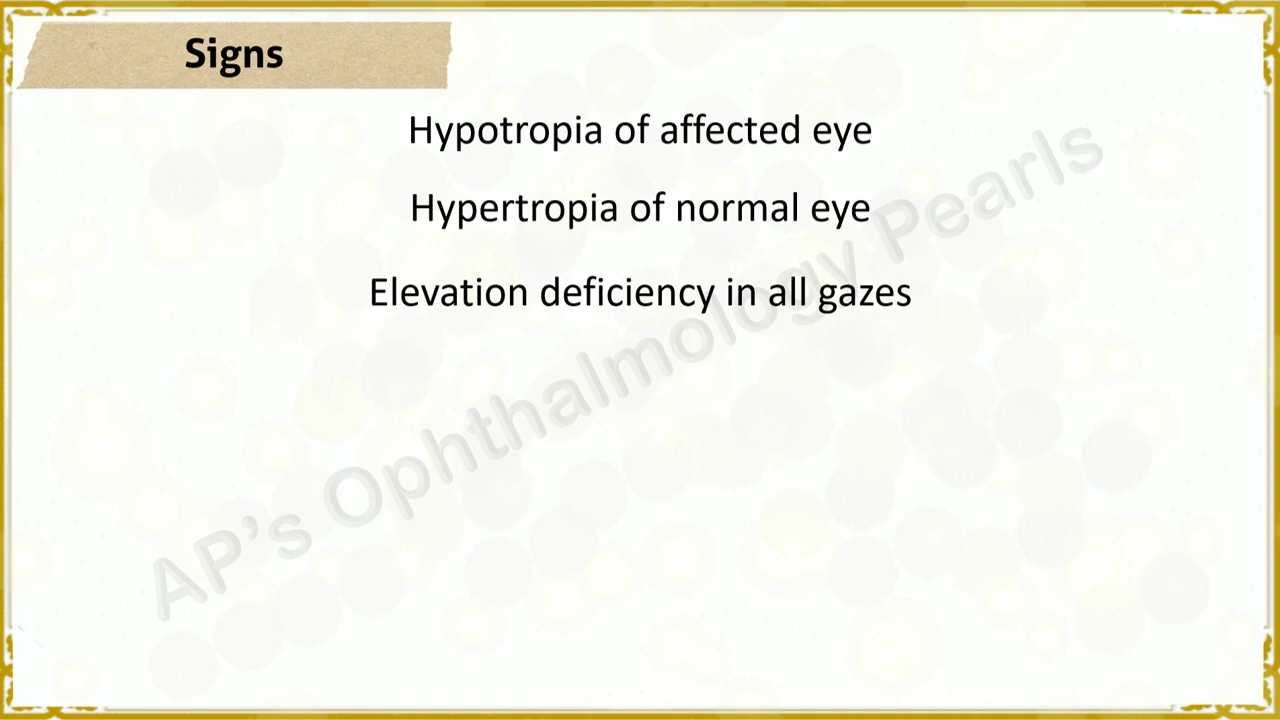 Signs
Hypotropia of affected eye
Hypertropia of normal eye
Elevation deficiency in all gazes
AP's Ophthalmology Pearls